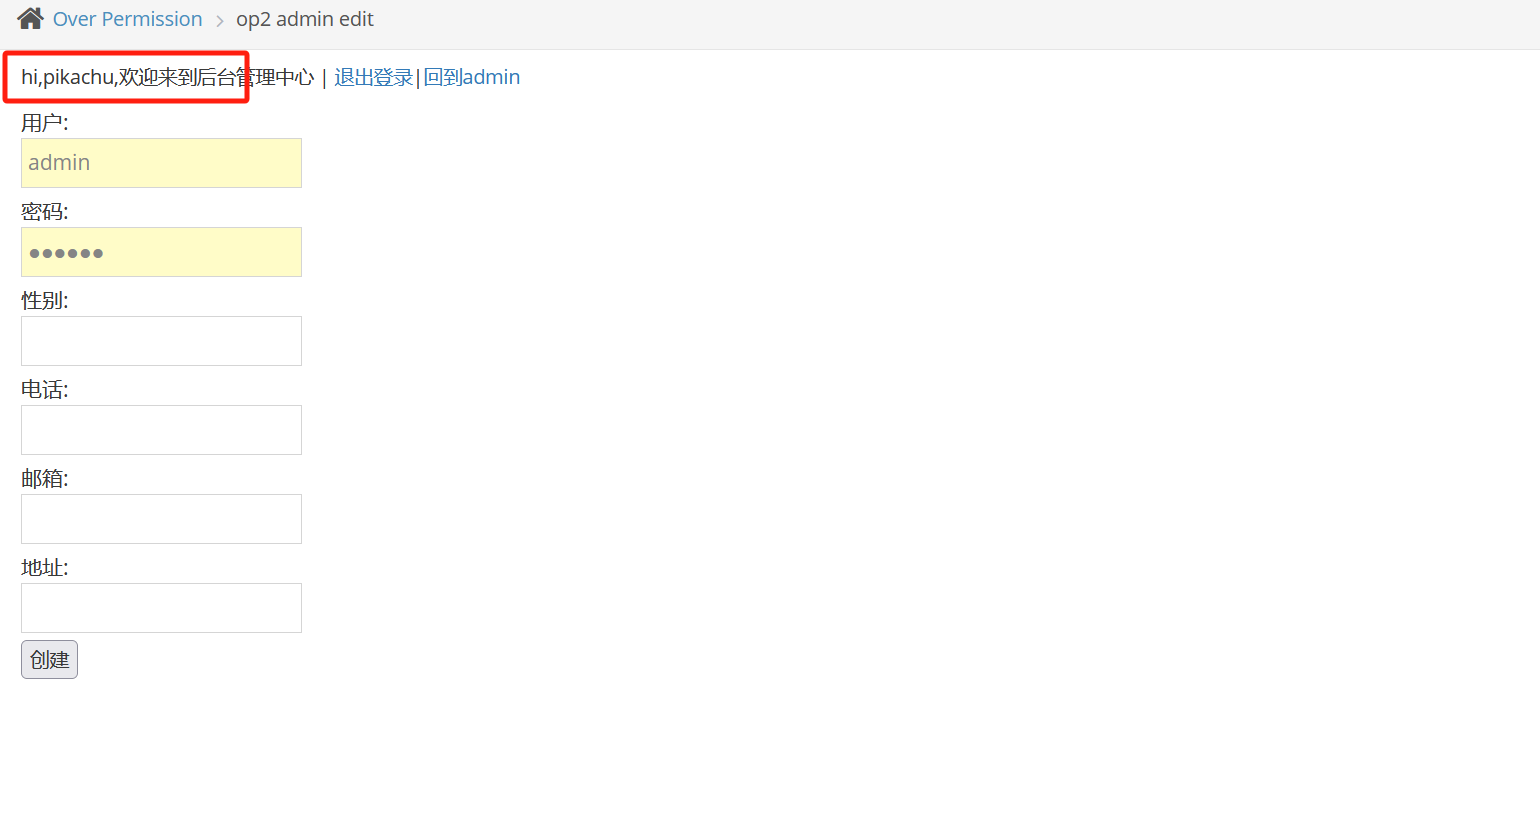 Over Permission > op2 admin edit
hi,pikachu,欢迎来到后台管理中心 | 退出登录|回到admin
用户:
admin
密码:
●●●●●●
性别:
电话:
邮箱:
地址:
创建